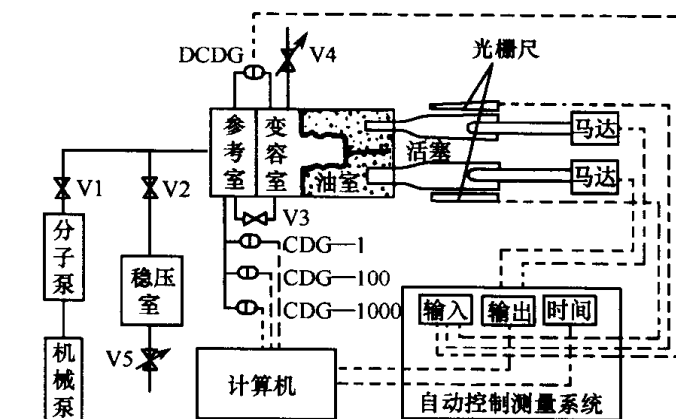 光栅尺
DCDG
V4
参考室
变容室
油室
活塞
马达
马达
V1
V2
V3
分子泵
稳压室
CDG—1
CDG—100
CDG—1000
V5
机械泵
计算机
输入
输出
时间
自动控制测量系统